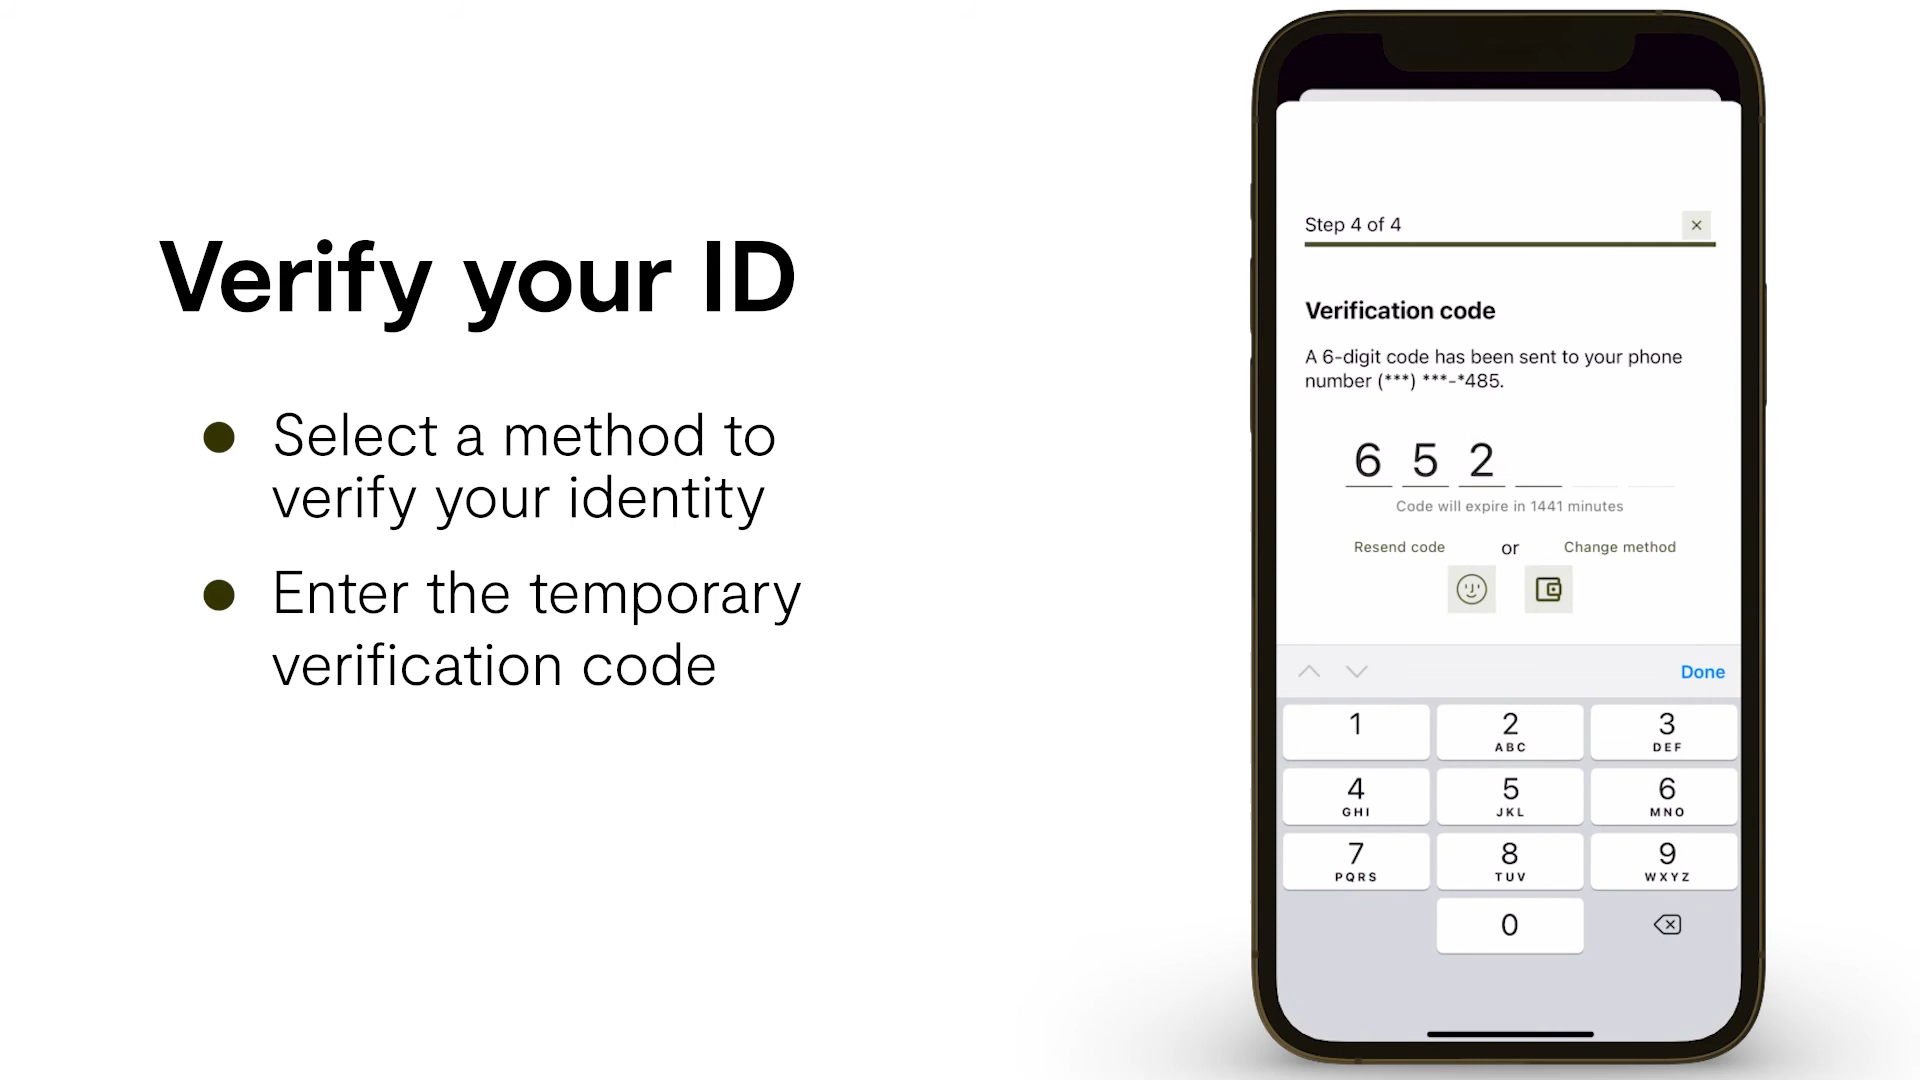 Verify your ID
● Select a method to
verify your identity
● Enter the temporary
verification code
Step 4 of 4
×
Verification code
A 6-digit code has been sent to your phone
number (***) ***-*485.
6 5 2
Code will expire in 1441 minutes
Resend code or Change method
Done
1 2 3
ABC DEF
4 5 6
GHI JKL MNO
7 8 9
PQRS TUV WXYZ
0